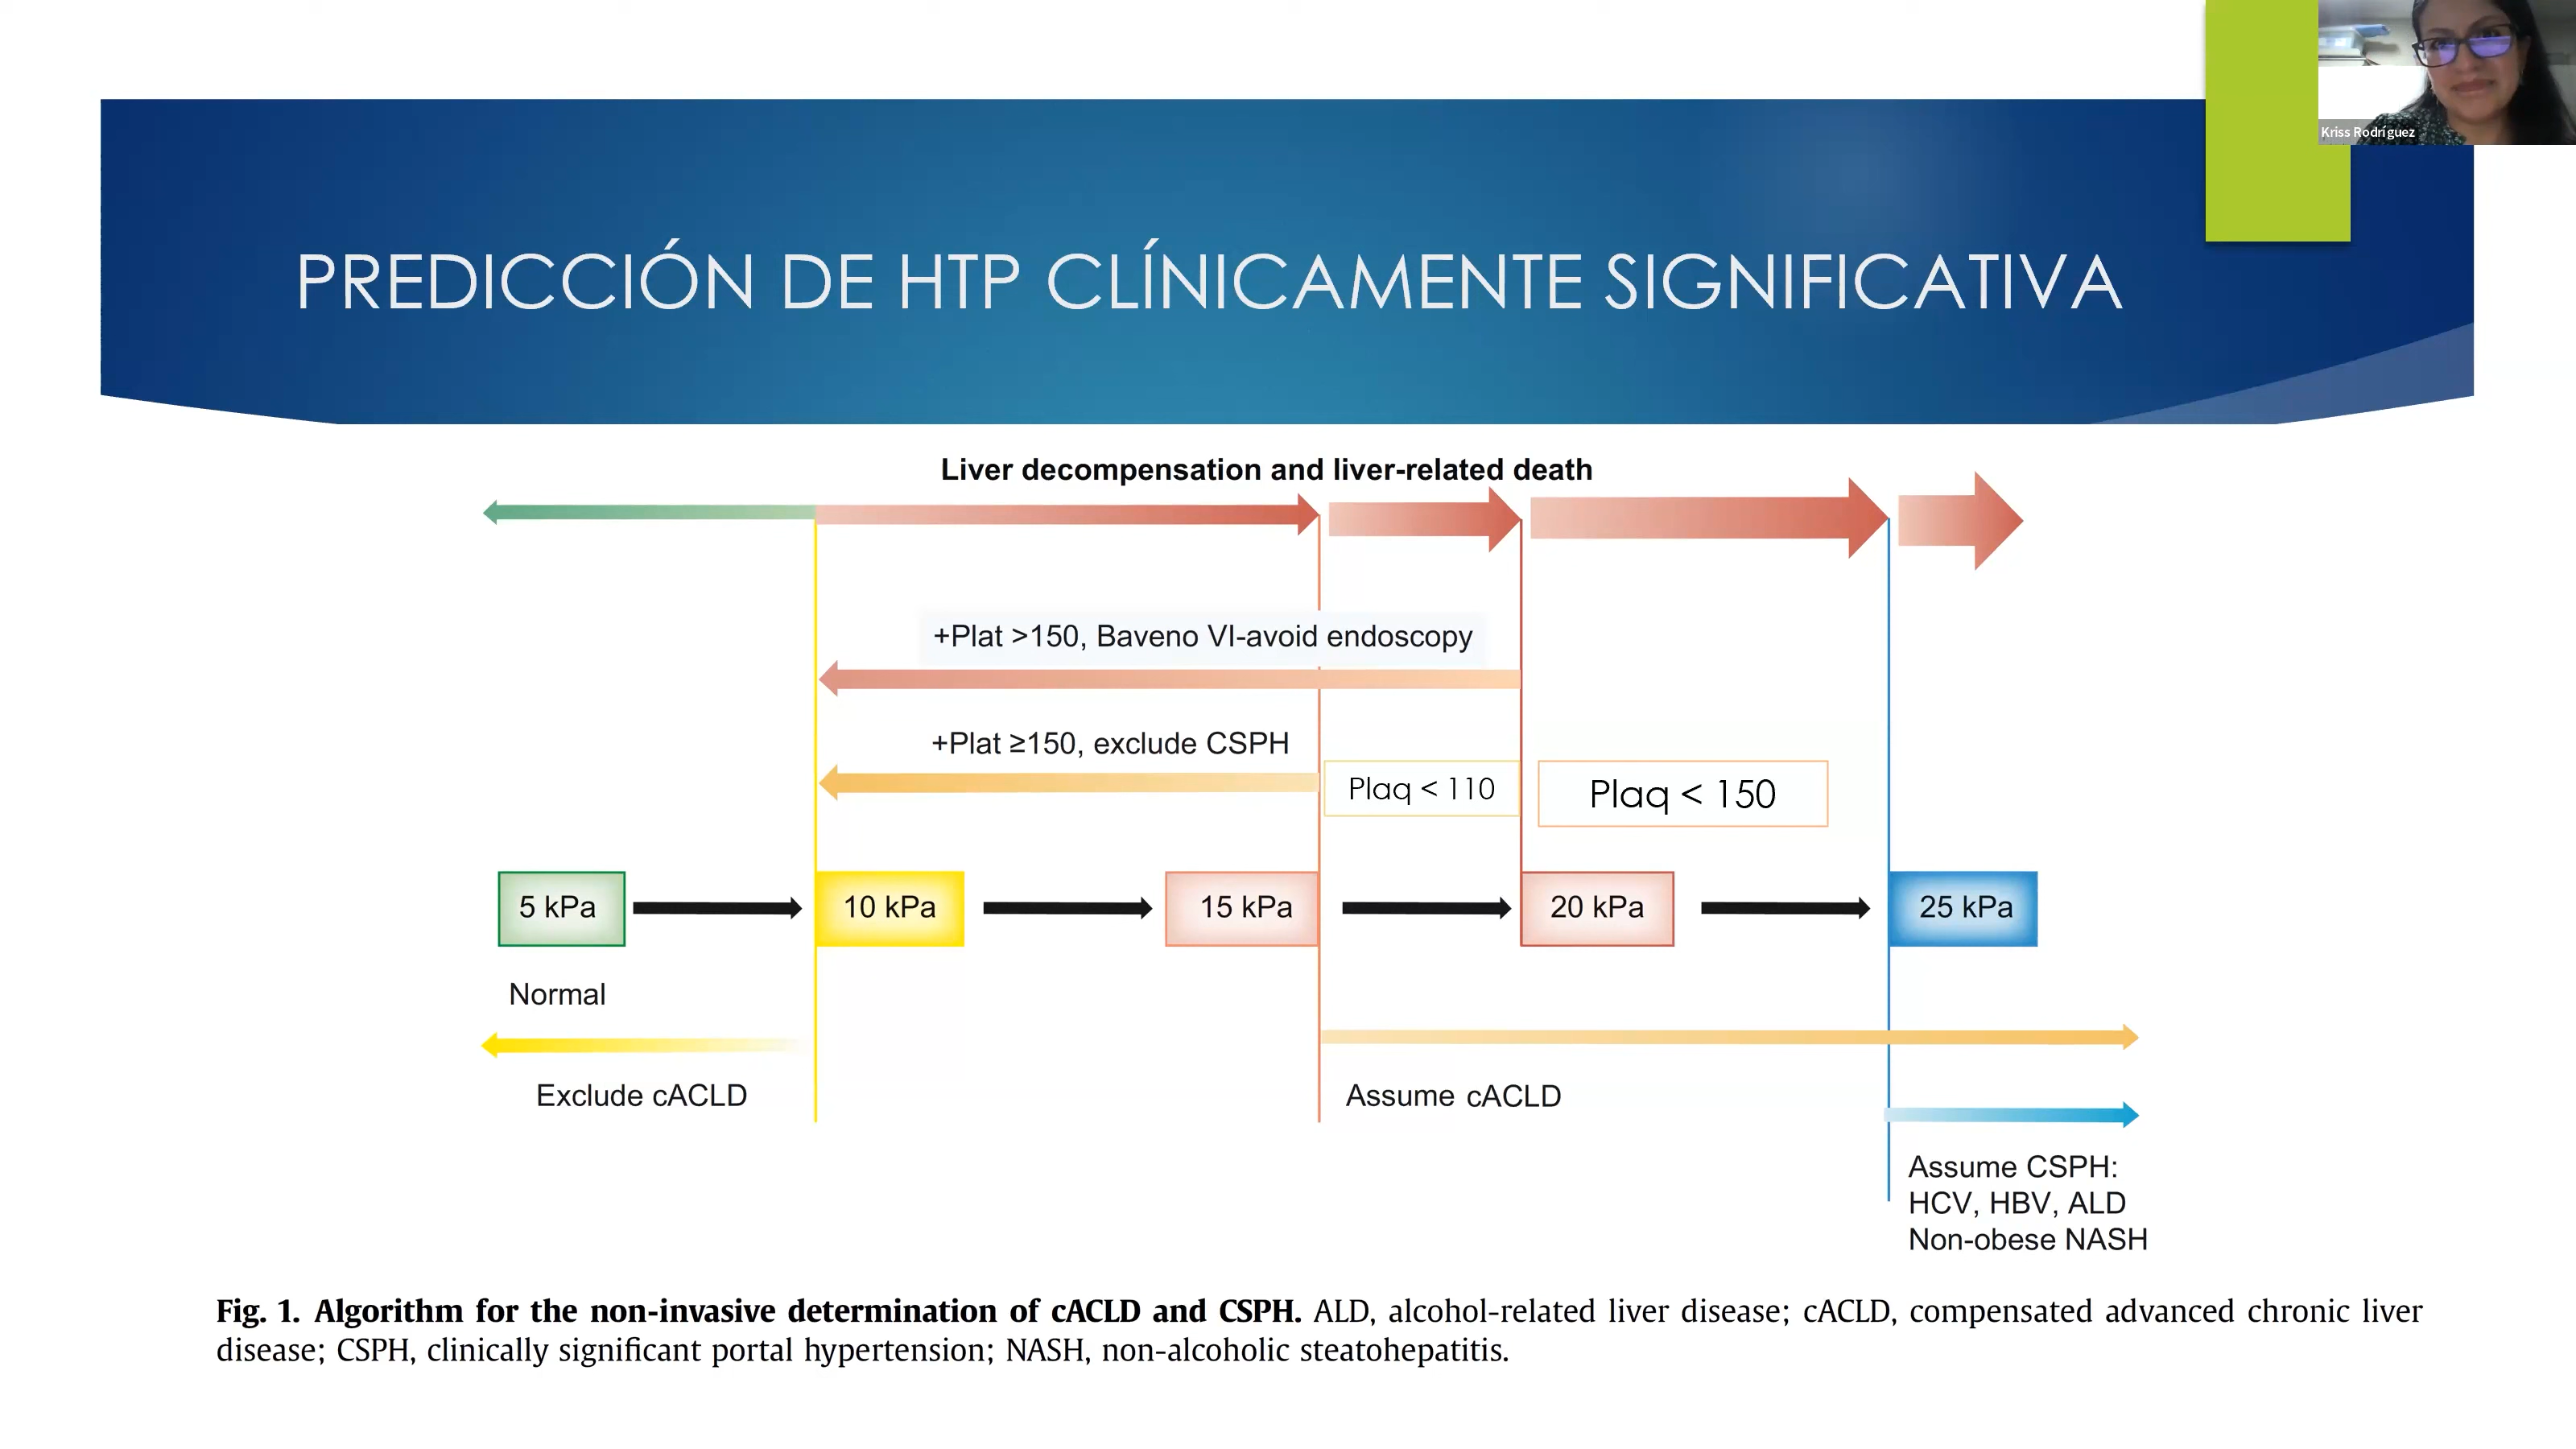 Kriss Rodríguez
PREDICCIÓN DE HTP CLÍNICAMENTE SIGNIFICATIVA
Liver decompensation and liver-related death
+Plat >150, Baveno VI-avoid endoscopy
+Plat ≥150, exclude CSPH
Plaq < 110
Plaq < 150
5 kPa
10 kPa
15 kPa
20 kPa
25 kPa
Normal
Exclude cACLD
Assume cACLD
Assume CSPH:
HCV, HBV, ALD
Non-obese NASH
Fig. 1. Algorithm for the non-invasive determination of cACLD and CSPH. ALD, alcohol-related liver disease; cACLD, compensated advanced chronic liver
disease; CSPH, clinically significant portal hypertension; NASH, non-alcoholic steatohepatitis.